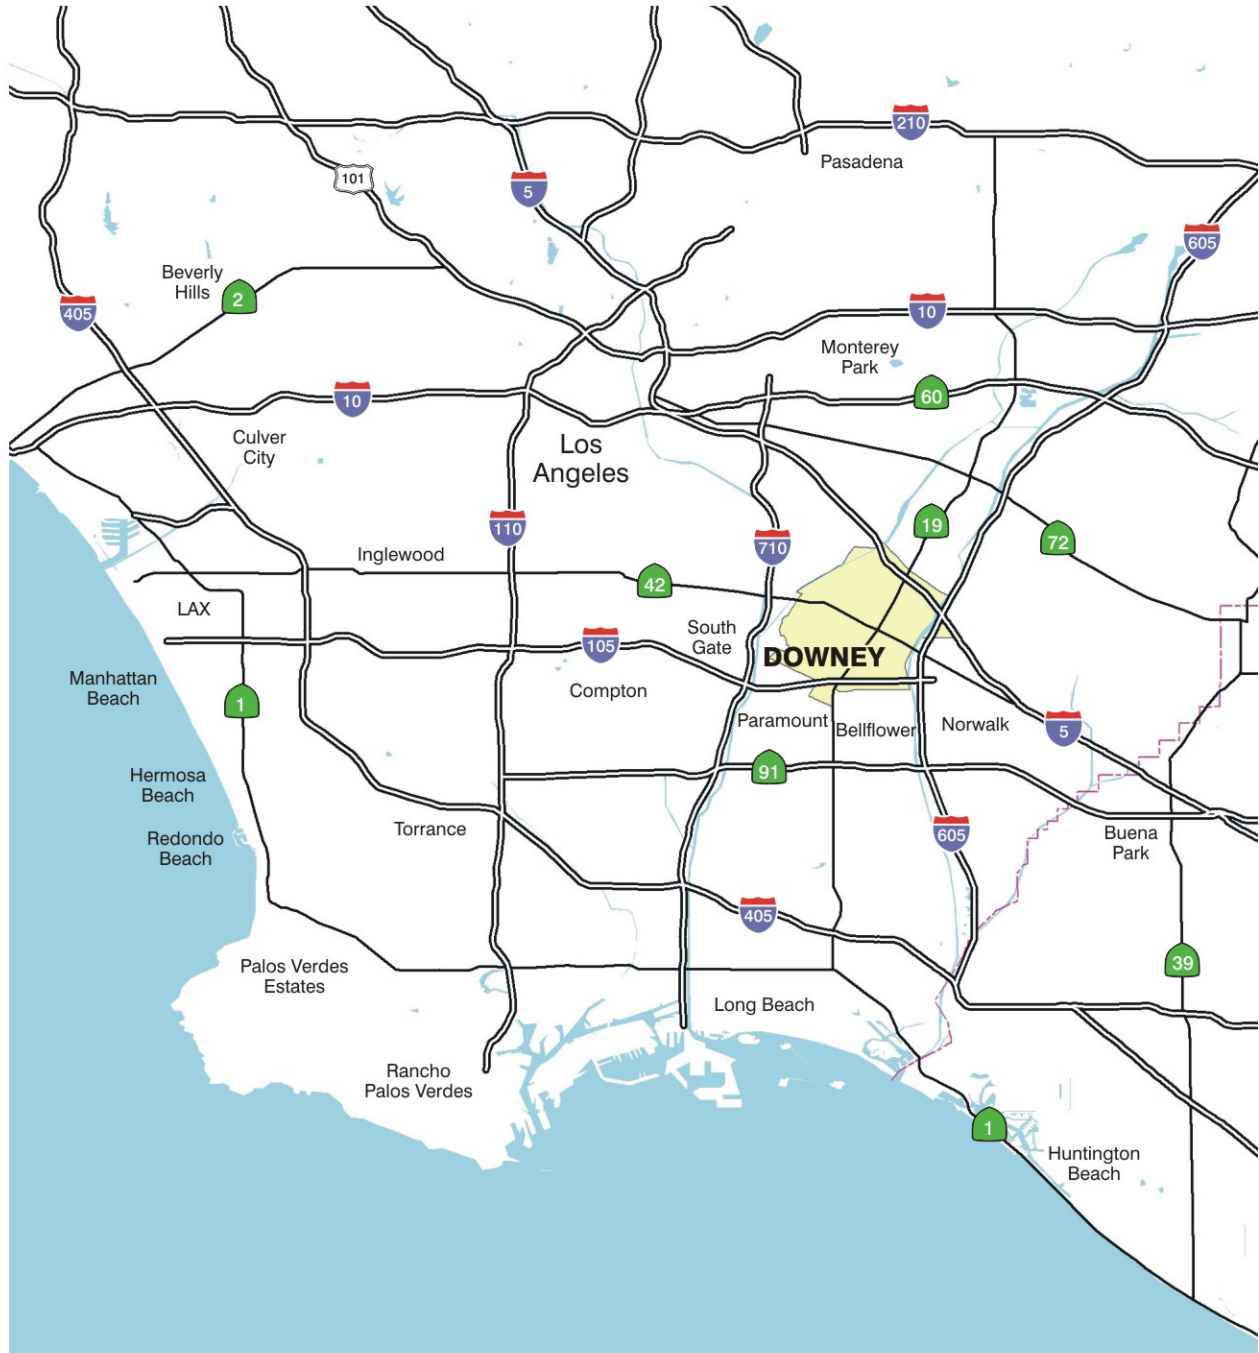 210
Pasadena
101
5
605
Beverly
Hills
2
405
10
Monterey
Park
10
60
Culver
City
Los
Angeles
110
710
19
72
Inglewood
42
LAX
South
Gate
105
DOWNEY
Manhattan
Beach
1
Compton
Paramount
Bellflower
Norwalk
5
91
Hermosa
Beach
Torrance
605
Buena
Park
Redondo
Beach
405
39
Palos Verdes
Estates
Long Beach
Rancho
Palos Verdes
1
Huntington
Beach